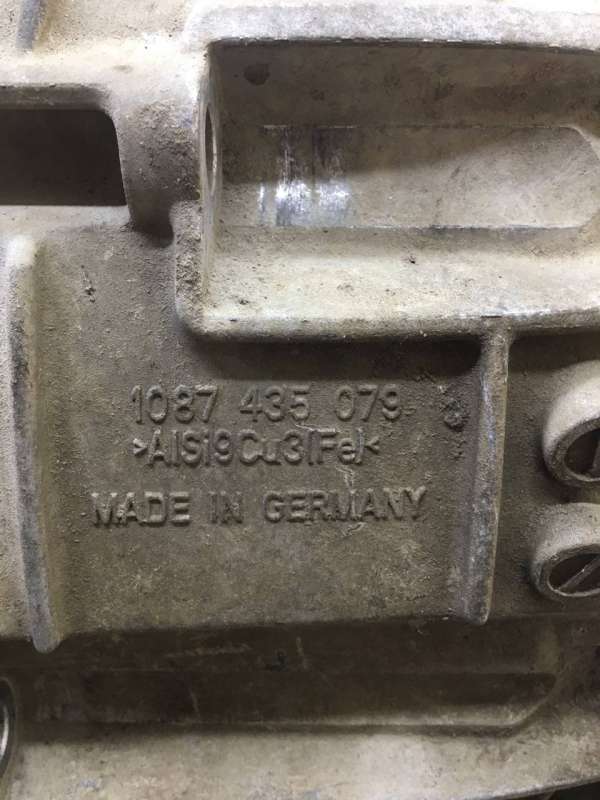 1087 435 079
>AlSi9Cu3(Fe)<
MADE IN GERMANY